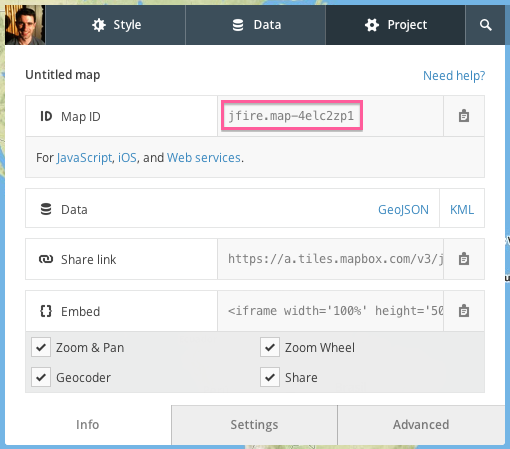 Style Data Project
Untitled map Need help?
ID Map ID jfire.map-4elc2zp1
For JavaScript, iOS, and Web services.
Data GeoJSON KML
Share link https://a.tiles.mapbox.com/v3/j
Embed <iframe width='100%' height='50
Zoom & Pan Zoom Wheel
Geocoder Share
Info Settings Advanced